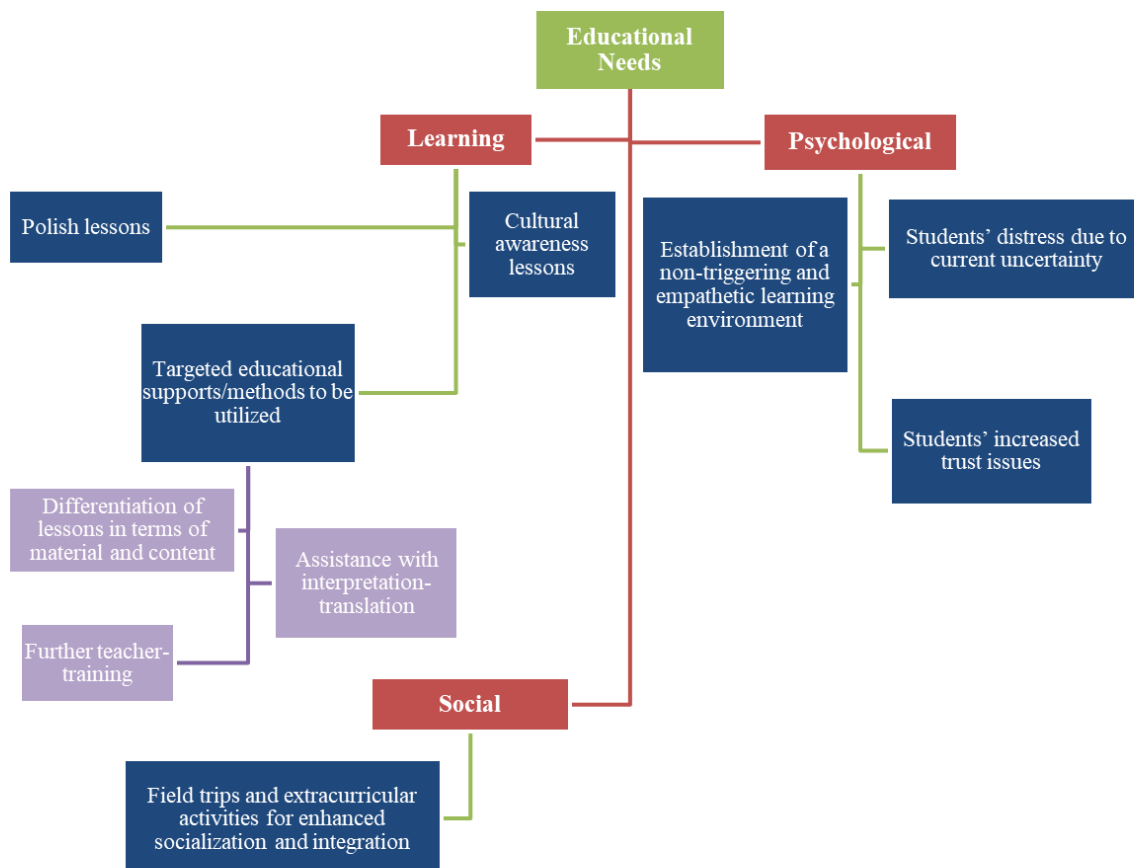 Educational
Needs
Learning
Psychological
Polish lessons
Cultural
awareness
lessons
Establishment of a
non-triggering and
empathetic learning
environment
Students’ distress due to
current uncertainty
Targeted educational
supports/methods to be
utilized
Students’ increased
trust issues
Differentiation of
lessons in terms of
material and content
Assistance with
interpretation-
translation
Further teacher-
training
Social
Field trips and extracurricular
activities for enhanced
socialization and integration